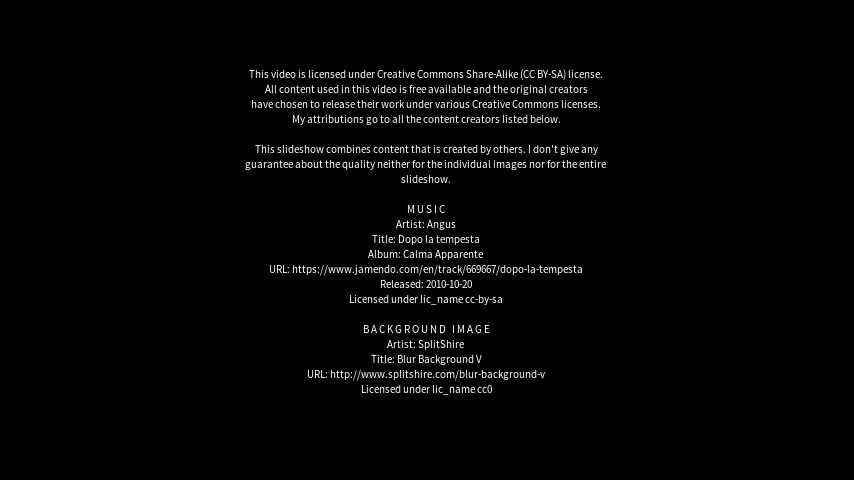 This video is licensed under Creative Commons Share-Alike (CC BY-SA) license.
All content used in this video is free available and the original creators
have chosen to release their work under various Creative Commons licenses.
My attributions go to all the content creators listed below.
This slideshow combines content that is created by others. I don't give any
guarantee about the quality neither for the individual images nor for the entire
slideshow.
MUSIC
Artist: Angus
Title: Dopo la tempesta
Album: Calma Apparente
URL: https://www.jamendo.com/en/track/669667/dopo-la-tempesta
Released: 2010-10-20
Licensed under lic_name cc-by-sa
BACKGROUND IMAGE
Artist: SplitShire
Title: Blur Background V
URL: http://www.splitshire.com/blur-background-v
Licensed under lic_name cc0